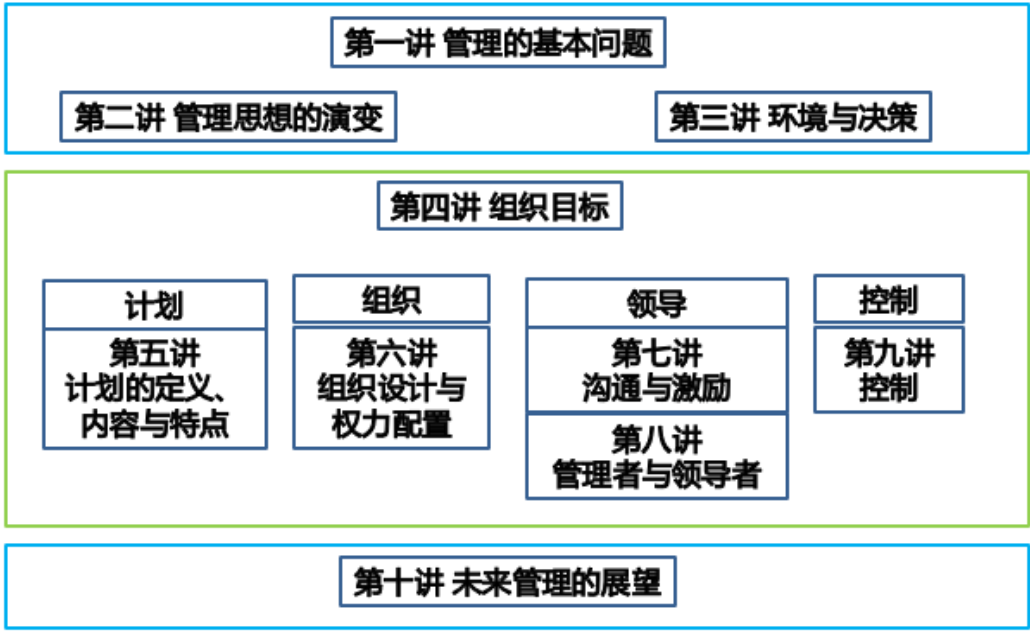 第一讲 管理的基本问题
第二讲 管理思想的演变
第三讲 环境与决策
第四讲 组织目标
计划
第五讲
计划的定义、
内容与特点
组织
第六讲
组织设计与
权力配置
领导
第七讲
沟通与激励
第八讲
管理者与领导者
控制
第九讲
控制
第十讲 未来管理的展望